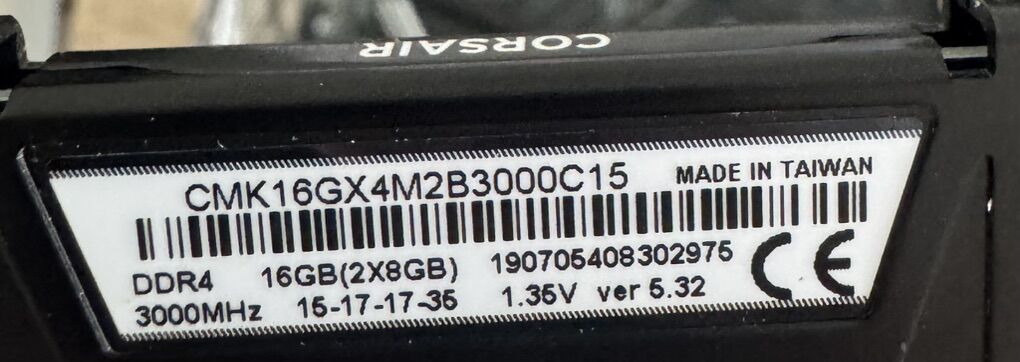 CORSAIR
CMK16GX4M2B3000C15 MADE IN TAIWAN
DDR4 16GB(2X8GB) 190705408302975
3000MHz 15-17-17-35 1.35V ver 5.32
CE